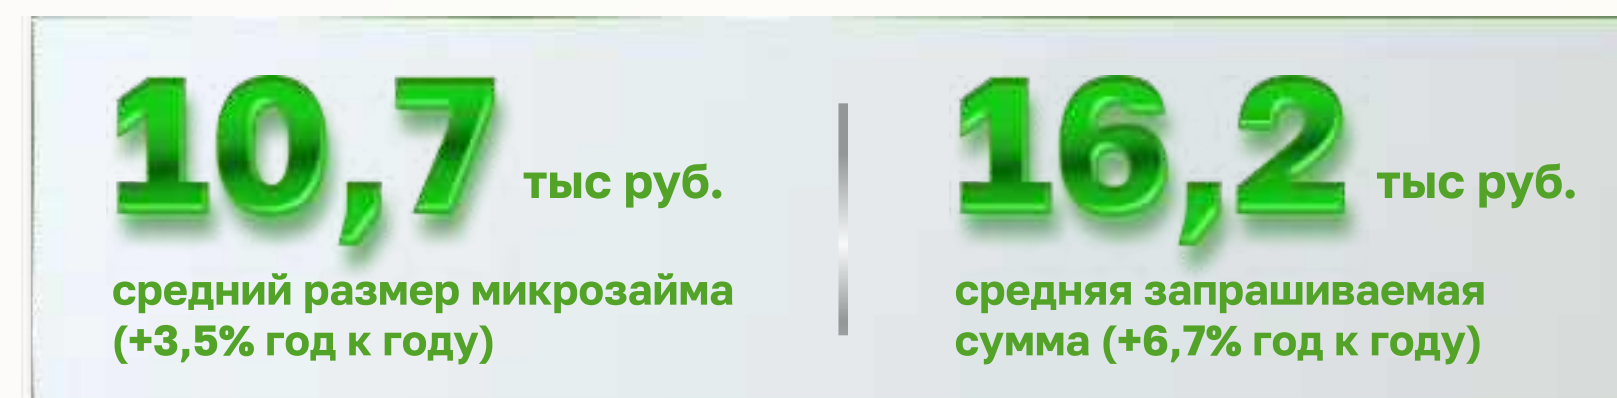 10,7 тыс руб.
средний размер микрозайма
(+3,5% год к году)
16,2 тыс руб.
средняя запрашиваемая
сумма (+6,7% год к году)